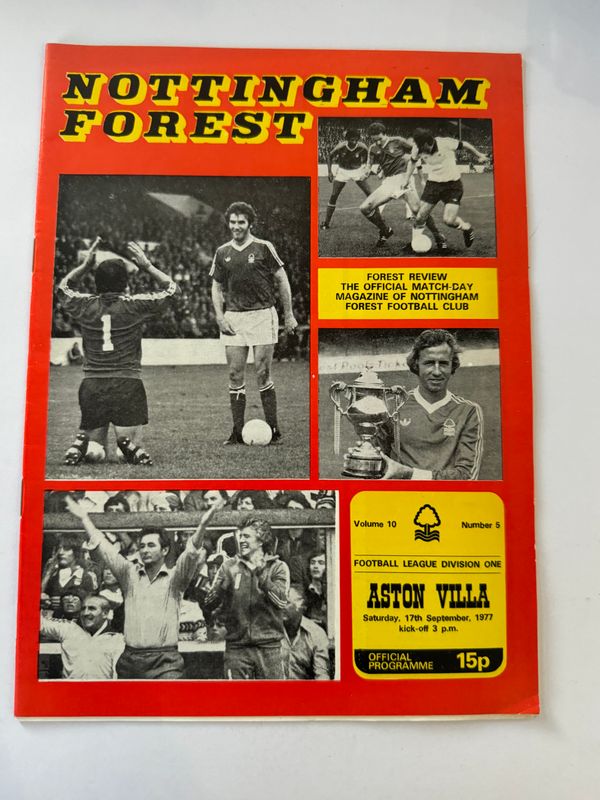 NOTTINGHAM
FOREST
1
FOREST REVIEW
THE OFFICIAL MATCH-DAY
MAGAZINE OF NOTTINGHAM
FOREST FOOTBALL CLUB
Volume 10
Number 5
FOOTBALL LEAGUE DIVISION ONE
ASTON VILLA
Saturday, 17th September, 1977
kick-off 3 p.m.
OFFICIAL
PROGRAMME
15p